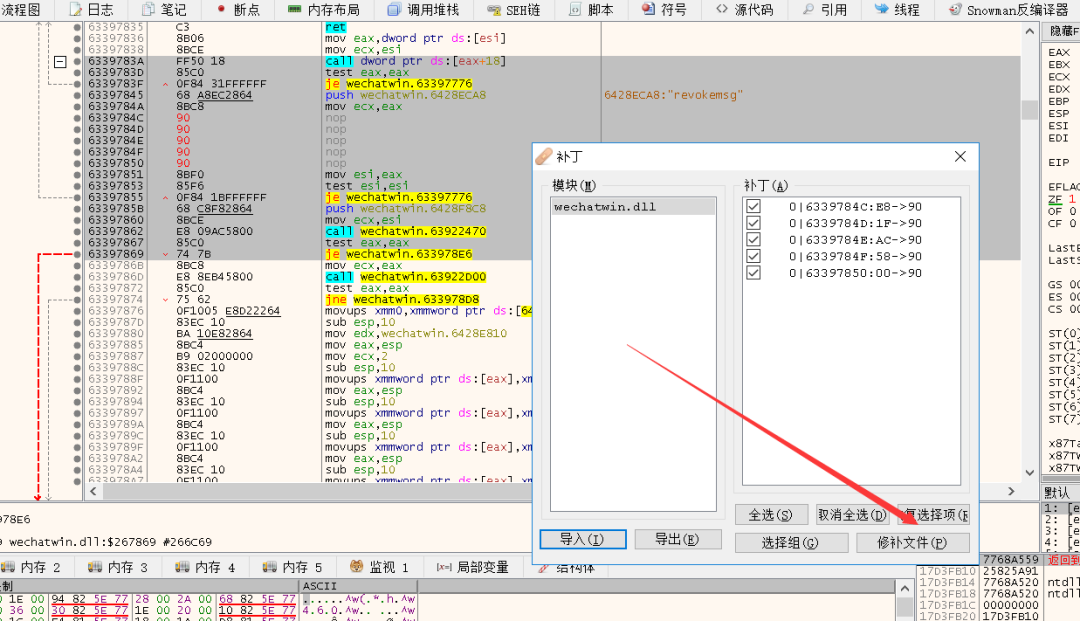 流程图 日志 笔记 断点 内存布局 调用堆栈 SEH链 脚本 符号 源代码 线程 引用 Snowman反编译器
隐藏F
63397835 C3 ret
63397836 8B06 mov eax,dword ptr ds:[esi]
63397838 8BCE mov ecx,esi
6339783A FF50 18 call dword ptr ds:[eax+18]
6339783D 85C0 test eax,eax
6339783F 0F84 31FFFFFF je wechatwin.63397776
63397845 68 A8EC2864 push wechatwin.6428ECA8 6428ECA8:"revokemsg"
6339784A 8BC8 mov ecx,eax
6339784C 90 nop
6339784D 90 nop
6339784E 90 nop
6339784F 90 nop
63397850 90 nop
63397851 8BF0 mov esi,eax
63397853 85F6 test esi,esi
63397855 0F84 1BFFFFFF je wechatwin.63397776
6339785B 68 C8F82864 push wechatwin.6428F8C8
63397860 8BCE mov ecx,esi
63397862 E8 09AC5800 call wechatwin.63922470
63397867 85C0 test eax,eax
63397869 74 7B je wechatwin.633978E6
6339786B 8BC8 mov ecx,eax
6339786D E8 8EB45800 call wechatwin.63922D00
63397872 85C0 test eax,eax
63397874 75 62 jne wechatwin.633978D8
63397876 0F1005 E8D22264 movups xmm0,xmmword ptr ds:[64
6339787D 83EC 10 sub esp,10
63397880 BA 10E82864 mov edx,wechatwin.6428E810
63397885 8BC4 mov eax,esp
63397887 B9 02000000 mov ecx,2
6339788C 83EC 10 sub esp,10
6339788F 0F1100 movups xmmword ptr ds:[eax],xm
63397892 8BC4 mov eax,esp
63397894 83EC 10 sub esp,10
63397897 0F1100 movups xmmword ptr ds:[eax],xm
6339789A 8BC4 mov eax,esp
6339789C 83EC 10 sub esp,10
6339789F 0F1100 movups xmmword ptr ds:[eax],xm
633978A2 8BC4 mov eax,esp
633978A4 83EC 10 sub esp,10
633978A7 0F1100 movups xmmword ptr ds:[eax],xm
补丁
模块(M)
wechatwin.dll
补丁(A)
0|6339784C:E8->90
0|6339784D:1F->90
0|6339784E:AC->90
0|6339784F:58->90
0|63397850:00->90
全选(S) 取消全选(D) 复选择项(R
导入(I) 导出(E) 选择组(G) 修补文件(P)
EAX
EBX
ECX
EDX
EBP
ESP
ESI
EDI
EIP
EFLAG
ZF 1
OF 0
CF 0
LastE
LastS
GS 00
ES 00
CS 00
ST(0)
ST(1)
ST(2)
ST(3)
ST(4)
ST(5)
ST(6)
ST(7)
x87Ta
x87TW
x87TW
默认
1: [e
2: [e
3: [e
4: [e
978E6
9 wechatwin.dll:$267869 #266C69
内存 2 内存 3 内存 4 内存 5 监视 1 局部变量 结构体
制 ASCII
1E 00 94 82 5E 77 28 00 2A 00 68 82 5E 77 .....^w(.*.h.^w
36 00 30 82 5E 77 1E 00 20 00 10 82 5E 77 4.6.0.^w.. ...^w
7768A559 返回到
17D3FB10 25825A91
17D3FB14 7768A520 ntdll
17D3FB18 7768A520 ntdll
17D3FB1C 00000000
17D3FB20 17D3FB10